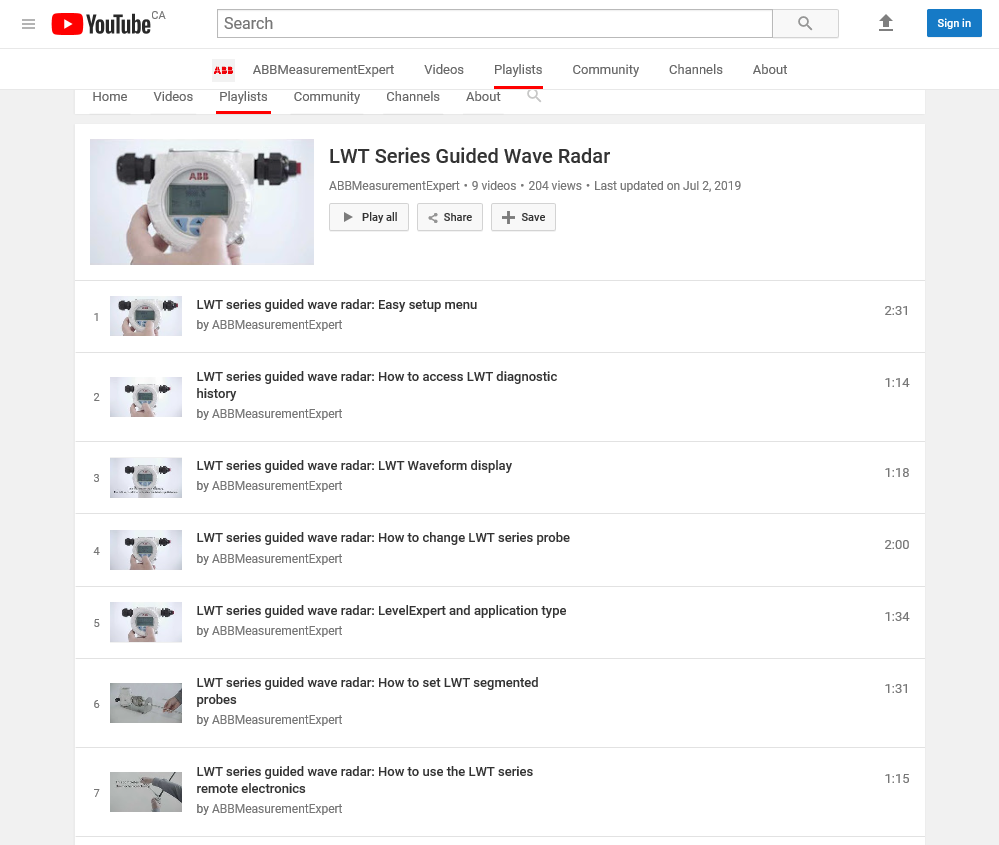 YouTube CA
Search
Sign in
ABB ABBMeasurementExpert Videos Playlists Community Channels About
Home Videos Playlists Community Channels About
ABB
LWT Series Guided Wave Radar
ABBMeasurementExpert • 9 videos • 204 views • Last updated on Jul 2, 2019
Play all Share Save
1 LWT series guided wave radar: Easy setup menu 2:31
by ABBMeasurementExpert
2 LWT series guided wave radar: How to access LWT diagnostic 1:14
history
by ABBMeasurementExpert
3 LWT series guided wave radar: LWT Waveform display 1:18
by ABBMeasurementExpert
4 LWT series guided wave radar: How to change LWT series probe 2:00
by ABBMeasurementExpert
5 LWT series guided wave radar: LevelExpert and application type 1:34
by ABBMeasurementExpert
6 LWT series guided wave radar: How to set LWT segmented 1:31
probes
by ABBMeasurementExpert
7 LWT series guided wave radar: How to use the LWT series 1:15
remote electronics
by ABBMeasurementExpert